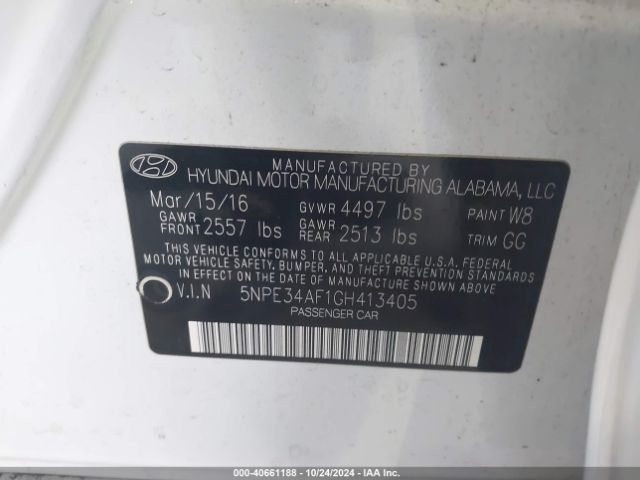 MANUFACTURED BY
HYUNDAI MOTOR MANUFACTURING ALABAMA, LLC
Mar/15/16 GVWR 4497 lbs PAINT W8
GAWR FRONT 2557 lbs GAWR REAR 2513 lbs TRIM GG
THIS VEHICLE CONFORMS TO ALL APPLICABLE U.S.A. FEDERAL
MOTOR VEHICLE SAFETY, BUMPER, AND THEFT PREVENTION STANDARDS
IN EFFECT ON THE DATE OF MANUFACTURE SHOWN ABOVE.
V.I.N 5NPE34AF1GH413405
PASSENGER CAR
000-40661188 - 10/24/2024 - IAAI.COM